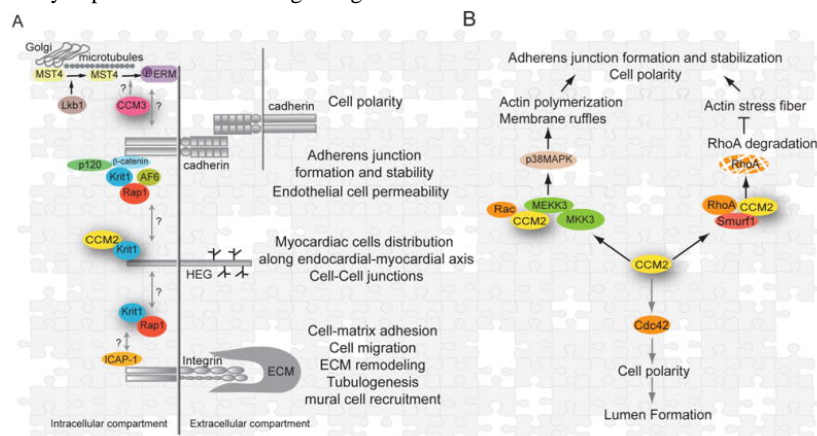 A
Golgi
microtubules
MST4
MST4
P ERM
Lkb1
?
CCM3
?
cadherin
Cell polarity
p120
β-catenin
cadherin
Krit1
AF6
Rap1
Adherens junction
formation and stability
Endothelial cell permeability
?
CCM2
Krit1
HEG
Myocardiac cells distribution
along endocardial-myocardial axis
Cell-Cell junctions
?
Krit1
Rap1
?
ICAP-1
Integrin
ECM
Cell-matrix adhesion
Cell migration
ECM remodeling
Tubulogenesis
mural cell recruitment
Intracellular compartment
Extracellular compartment
B
Adherens junction formation and stabilization
Cell polarity
Actin polymerization
Membrane ruffles
Actin stress fiber
RhoA degradation
p38MAPK
RhoA
Rac
MEKK3
CCM2
MKK3
RhoA
CCM2
Smurf1
CCM2
Cdc42
Cell polarity
Lumen Formation